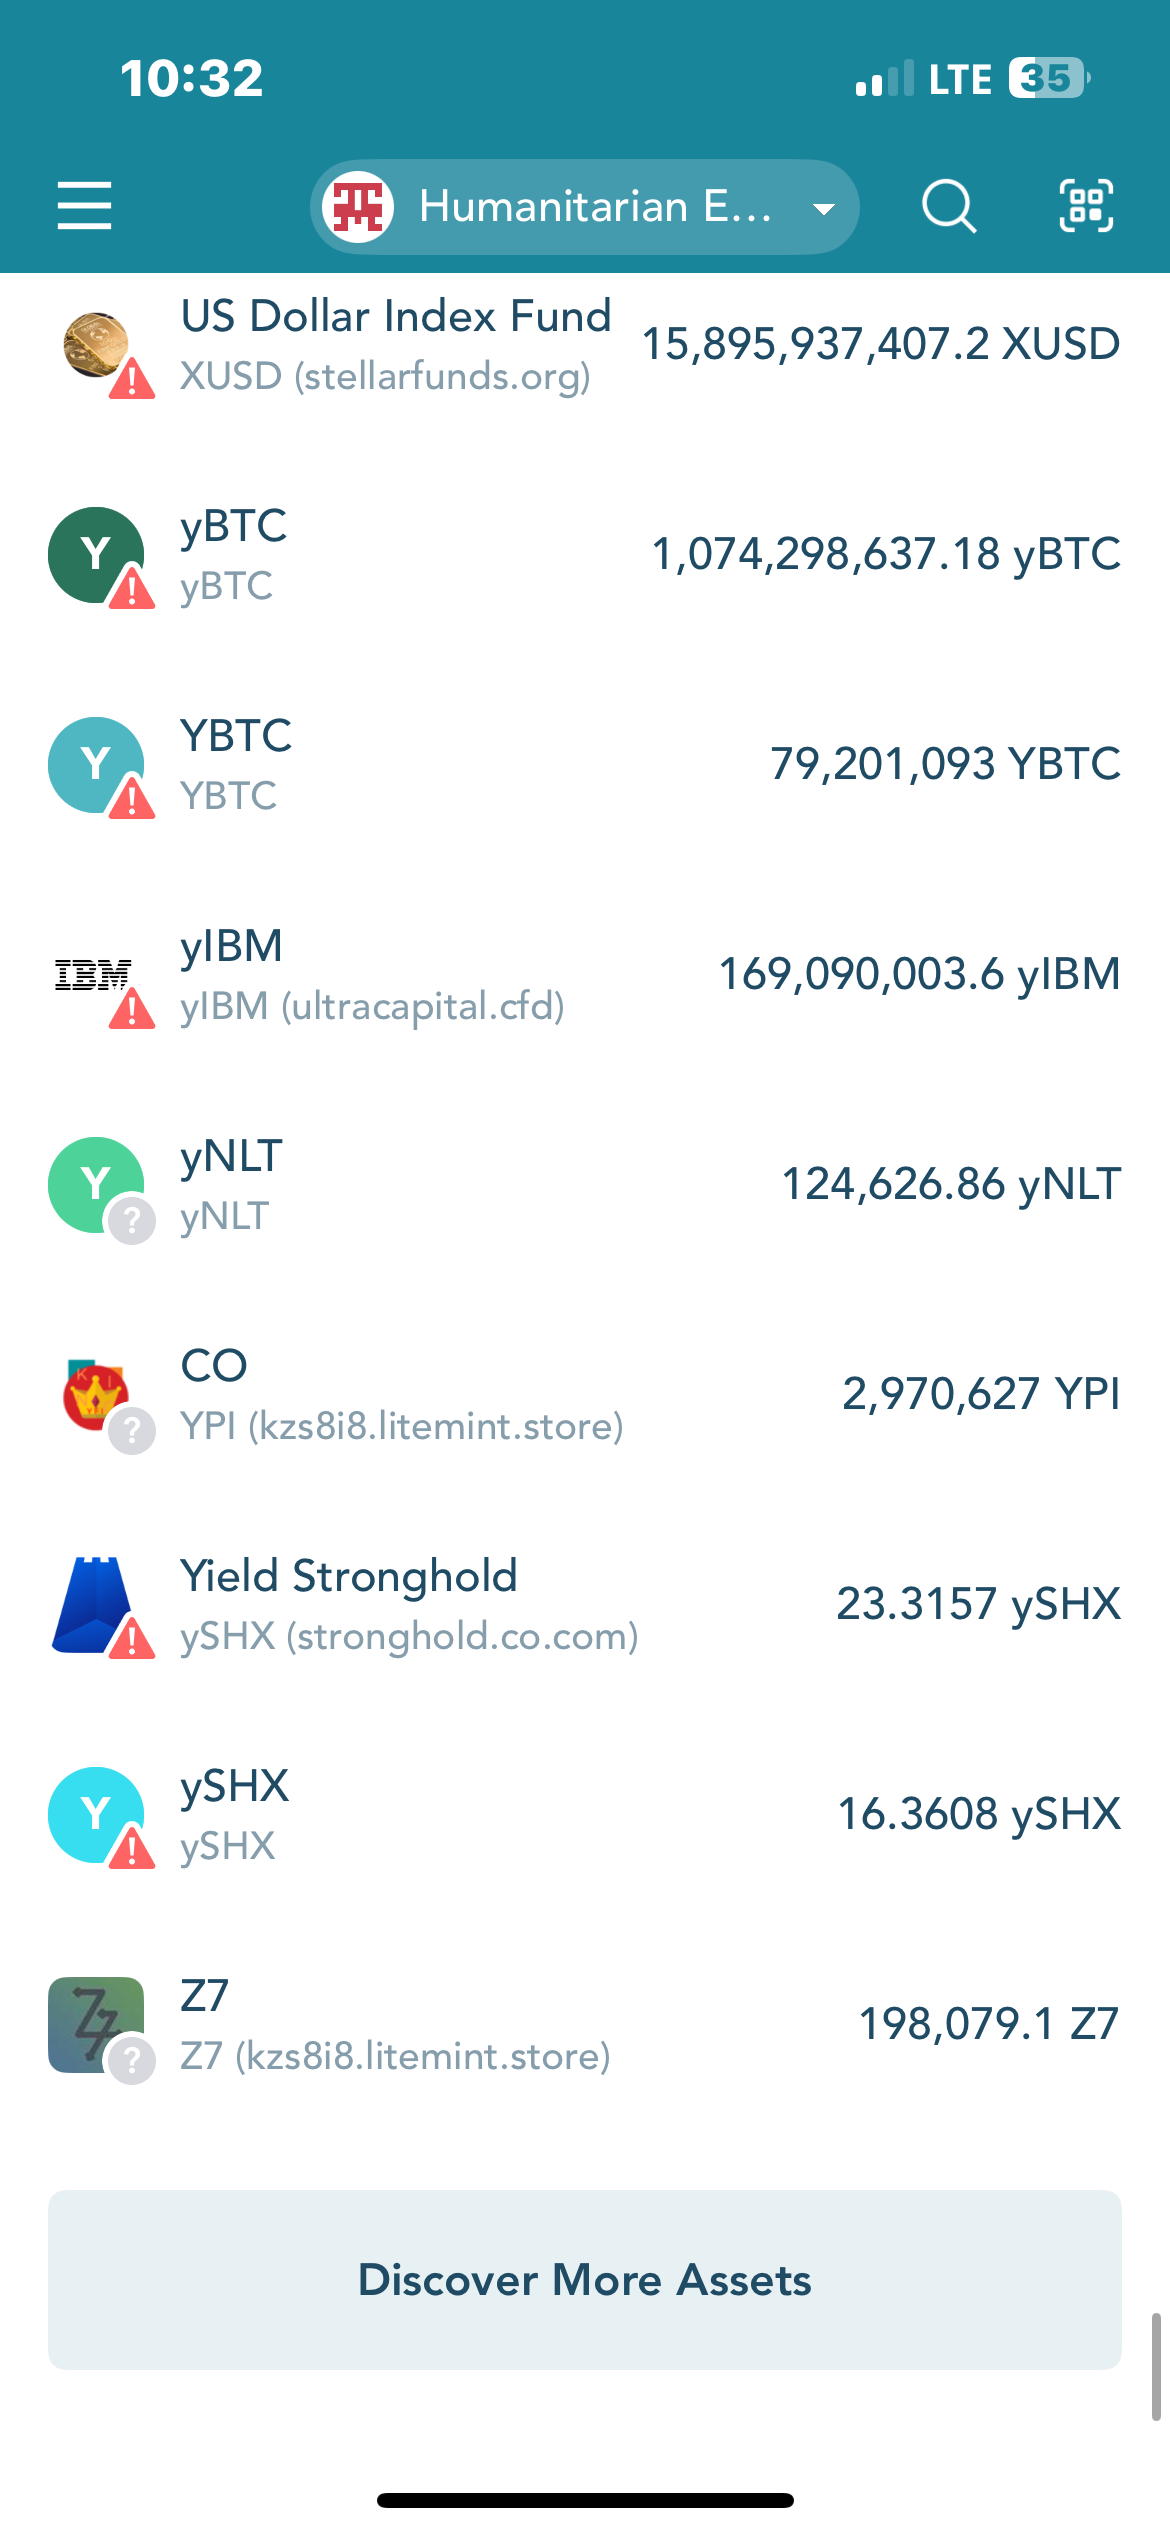 10:32
LTE 35
Humanitarian E...
US Dollar Index Fund
15,895,937,407.2 XUSD
XUSD (stellarfunds.org)
Y
yBTC
1,074,298,637.18 yBTC
yBTC
Y
YBTC
79,201,093 YBTC
YBTC
IBM
yIBM
169,090,003.6 yIBM
yIBM (ultracapital.cfd)
Y
yNLT
124,626.86 yNLT
yNLT
?
K I
CO
2,970,627 YPI
YPI (kzs8i8.litemint.store)
?
Yield Stronghold
23.3157 ySHX
ySHX (stronghold.co.com)
Y
ySHX
16.3608 ySHX
ySHX
Z7
Z7
198,079.1 Z7
Z7 (kzs8i8.litemint.store)
?
Discover More Assets